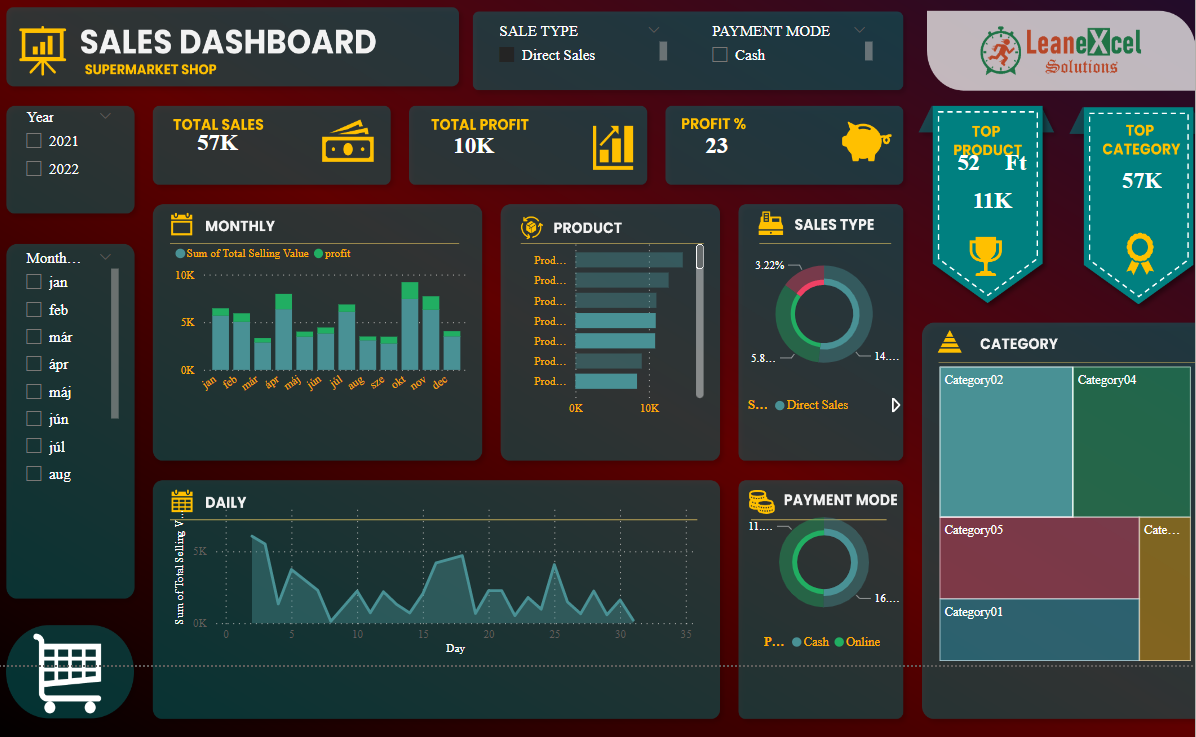 SALES DASHBOARD
SUPERMARKET SHOP
SALE TYPE
Direct Sales
PAYMENT MODE
Cash
LeaneXcel
Solutions
Year
2021
2022
TOTAL SALES
57K
TOTAL PROFIT
10K
PROFIT %
23
TOP
PRODUCT
52 Ft
11K
TOP
CATEGORY
57K
Month...
jan
feb
már
ápr
máj
jún
júl
aug
MONTHLY
Sum of Total Selling Value profit
10K
5K
0K
jan feb már ápr máj jún júl aug sze okt nov dec
PRODUCT
Prod...
Prod...
Prod...
Prod...
Prod...
Prod...
Prod...
0K 10K
SALES TYPE
3.22%
5.8...
14....
S... Direct Sales
CATEGORY
Category02
Category04
Category05
Cate...
Category01
DAILY
Sum of Total Selling V...
5K
0K
0 5 10 15 20 25 30 35
Day
PAYMENT MODE
11....
16....
P... Cash Online